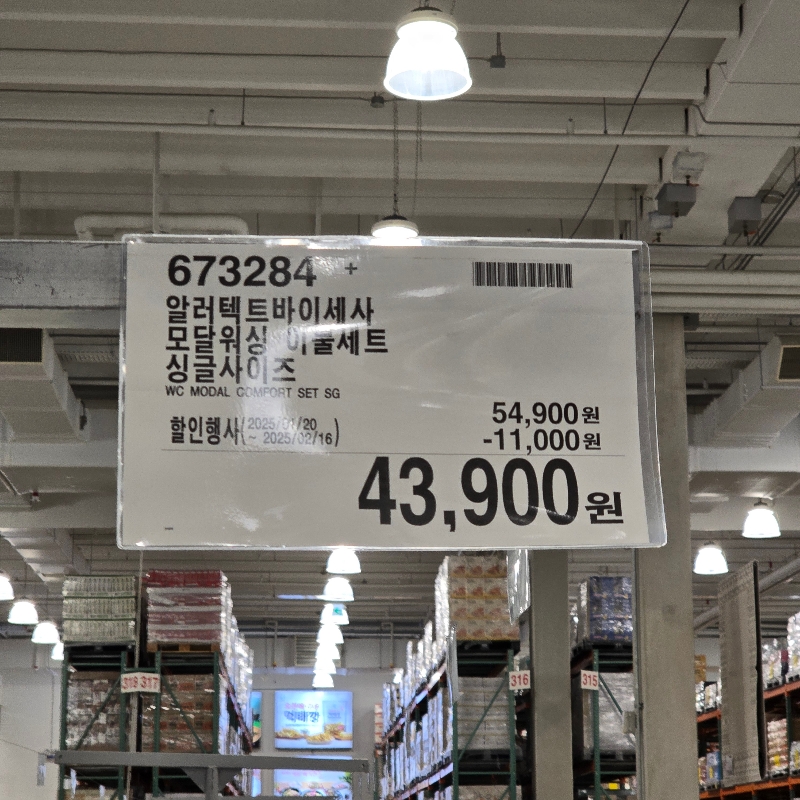 673284 +
알러텍트바이세사
모달워싱 이불세트
싱글사이즈
WC MODAL COMFORT SET SG
할인행사(2025/01/20 ~ 2025/02/16)
54,900원
-11,000원
43,900원
317
316
315